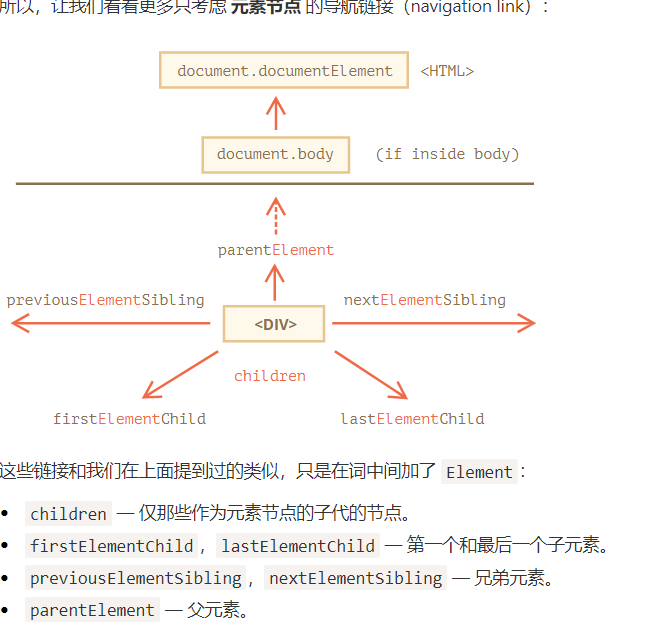 所以，让我们看看更多只考虑 元素节点 的导航链接（navigation link）：
document.documentElement <HTML>
document.body (if inside body)
parentElement
previousElementSibling nextElementSibling
<DIV>
children
firstElementChild lastElementChild
这些链接和我们在上面提到过的类似，只是在词中间加了 Element：
• children — 仅那些作为元素节点的子代的节点。
• firstElementChild，lastElementChild — 第一个和最后一个子元素。
• previousElementSibling，nextElementSibling — 兄弟元素。
• parentElement — 父元素。